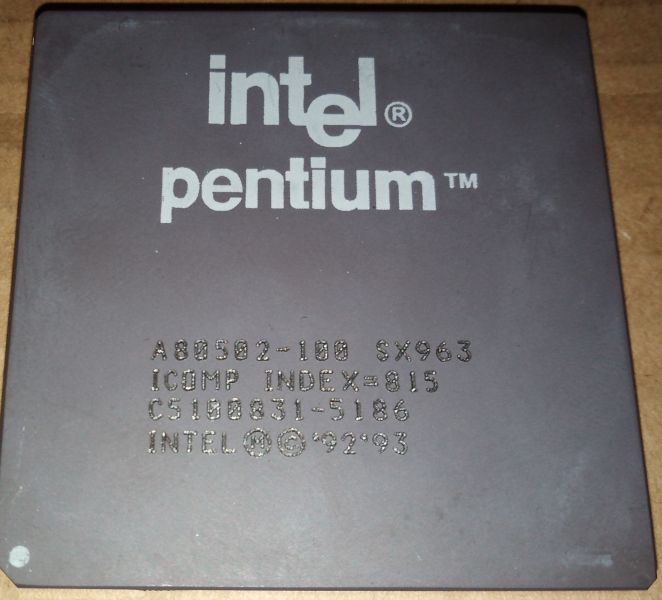 intel®
pentium™
A80502-100 SX963
ICOMP INDEX=815
C5100831-5186
INTEL Ⓜ © '92'93